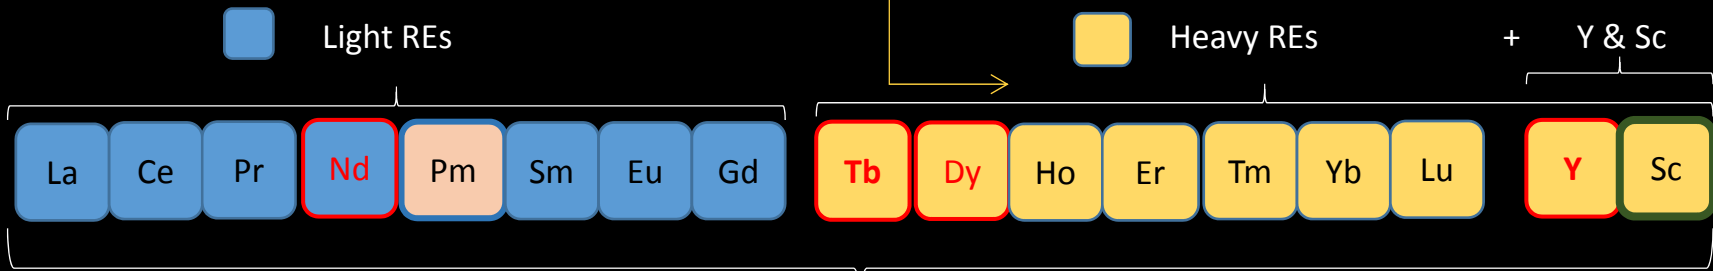 Light REs Heavy REs + Y & Sc
La Ce Pr Nd Pm Sm Eu Gd Tb Dy Ho Er Tm Yb Lu Y Sc